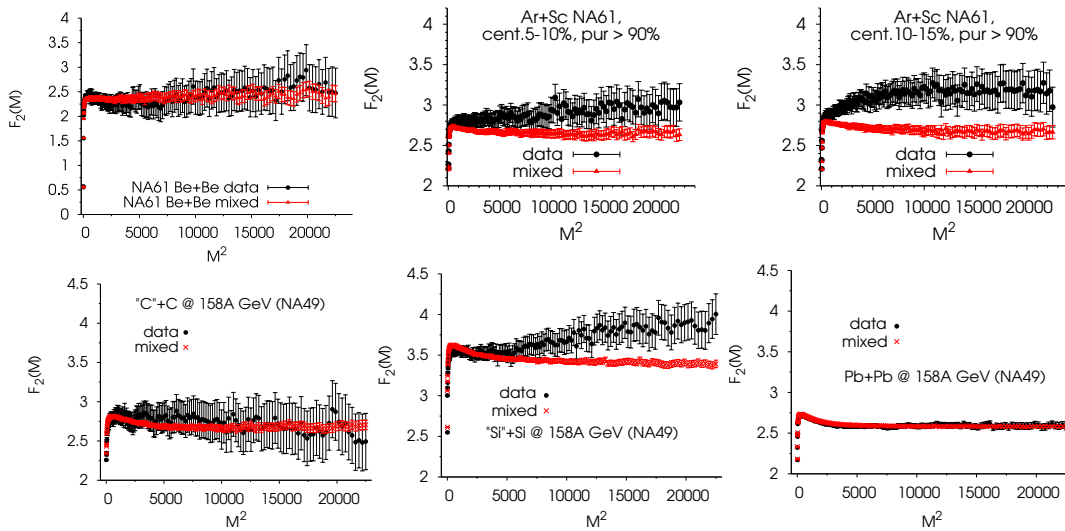 4
3.5
3
2.5
2
1.5
1
0.5
0
F2(M)
NA61 Be+Be data
NA61 Be+Be mixed
0 5000 10000 15000 20000
M²
Ar+Sc NA61,
cent.5-10%, pur > 90%
4
3.5
3
2.5
2
F2(M)
data
mixed
0 5000 10000 15000 20000
M²
Ar+Sc NA61,
cent.10-15%, pur > 90%
4
3.5
3
2.5
2
F2(M)
data
mixed
0 5000 10000 15000 20000
M²
4.5
4
3.5
3
2.5
2
F2(M)
"C"+C @ 158A GeV (NA49)
data
mixed
0 5000 10000 15000 20000
M²
4.5
4
3.5
3
2.5
2
F2(M)
data
mixed
"Si"+Si @ 158A GeV (NA49)
0 5000 10000 15000 20000
M²
4.5
4
3.5
3
2.5
2
F2(M)
data
mixed
Pb+Pb @ 158A GeV (NA49)
0 5000 10000 15000 20000
M²